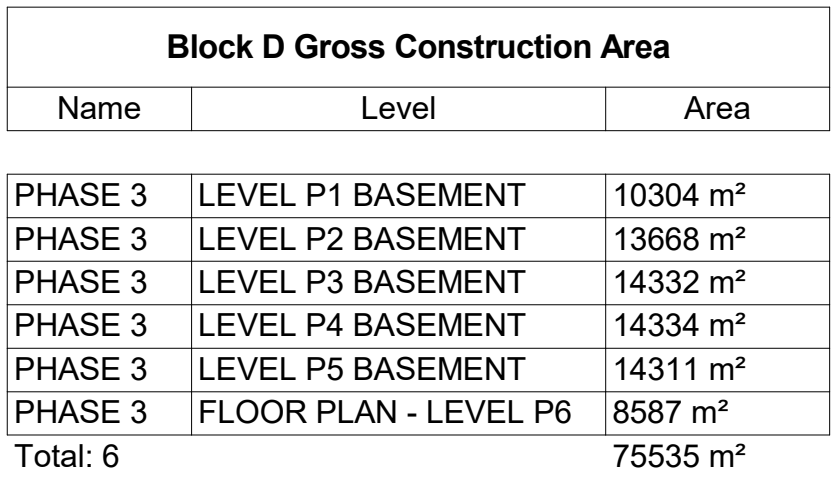 Block D Gross Construction Area
Name Level Area
PHASE 3 LEVEL P1 BASEMENT 10304 m²
PHASE 3 LEVEL P2 BASEMENT 13668 m²
PHASE 3 LEVEL P3 BASEMENT 14332 m²
PHASE 3 LEVEL P4 BASEMENT 14334 m²
PHASE 3 LEVEL P5 BASEMENT 14311 m²
PHASE 3 FLOOR PLAN - LEVEL P6 8587 m²
Total: 6 75535 m²